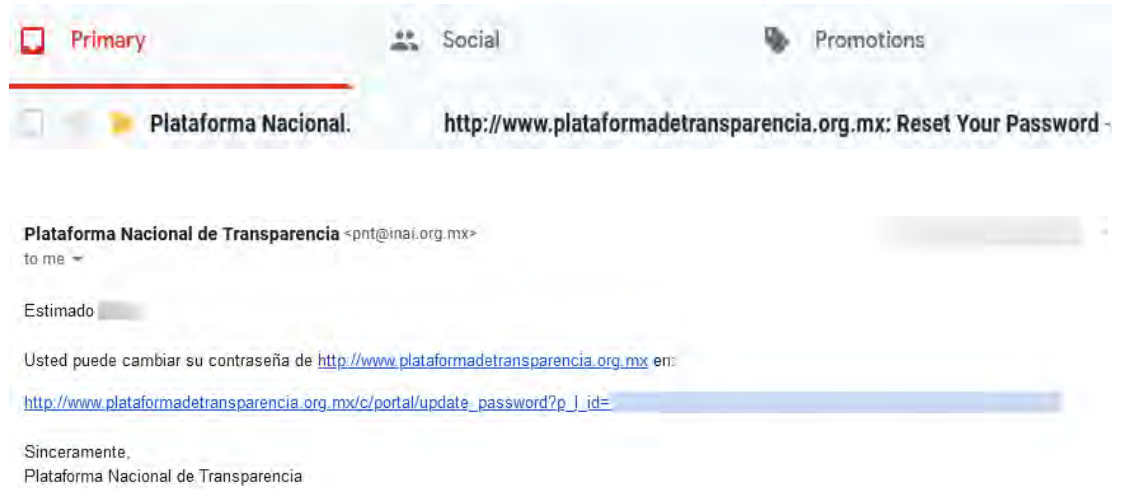 Primary Social Promotions
Plataforma Nacional. http://www.plataformadetransparencia.org.mx: Reset Your Password -
Plataforma Nacional de Transparencia <pnt@inai.org.mx>
to me
Estimado
Usted puede cambiar su contraseña de http://www.plataformadetransparencia.org.mx en:
http://www.plataformadetransparencia.org.mx/c/portal/update_password?p_l_id=
Sinceramente,
Plataforma Nacional de Transparencia